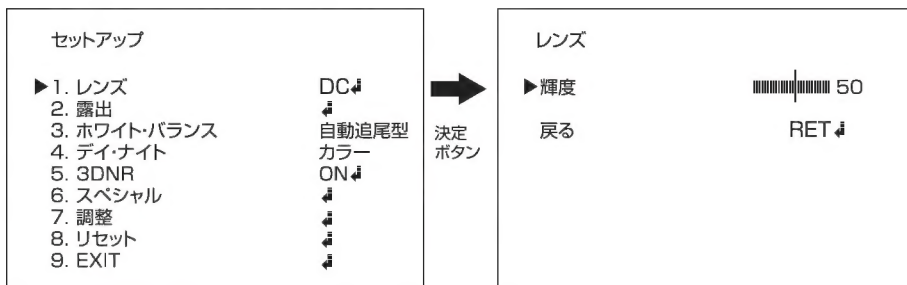 セットアップ
▶1. レンズ DC↲
2. 露出 ↲
3. ホワイト・バランス 自動追尾型
4. デイ・ナイト カラー
5. 3DNR ON↲
6. スペシャル ↲
7. 調整 ↲
8. リセット ↲
9. EXIT ↲
決定
ボタン
レンズ
▶輝度 50
戻る RET↲